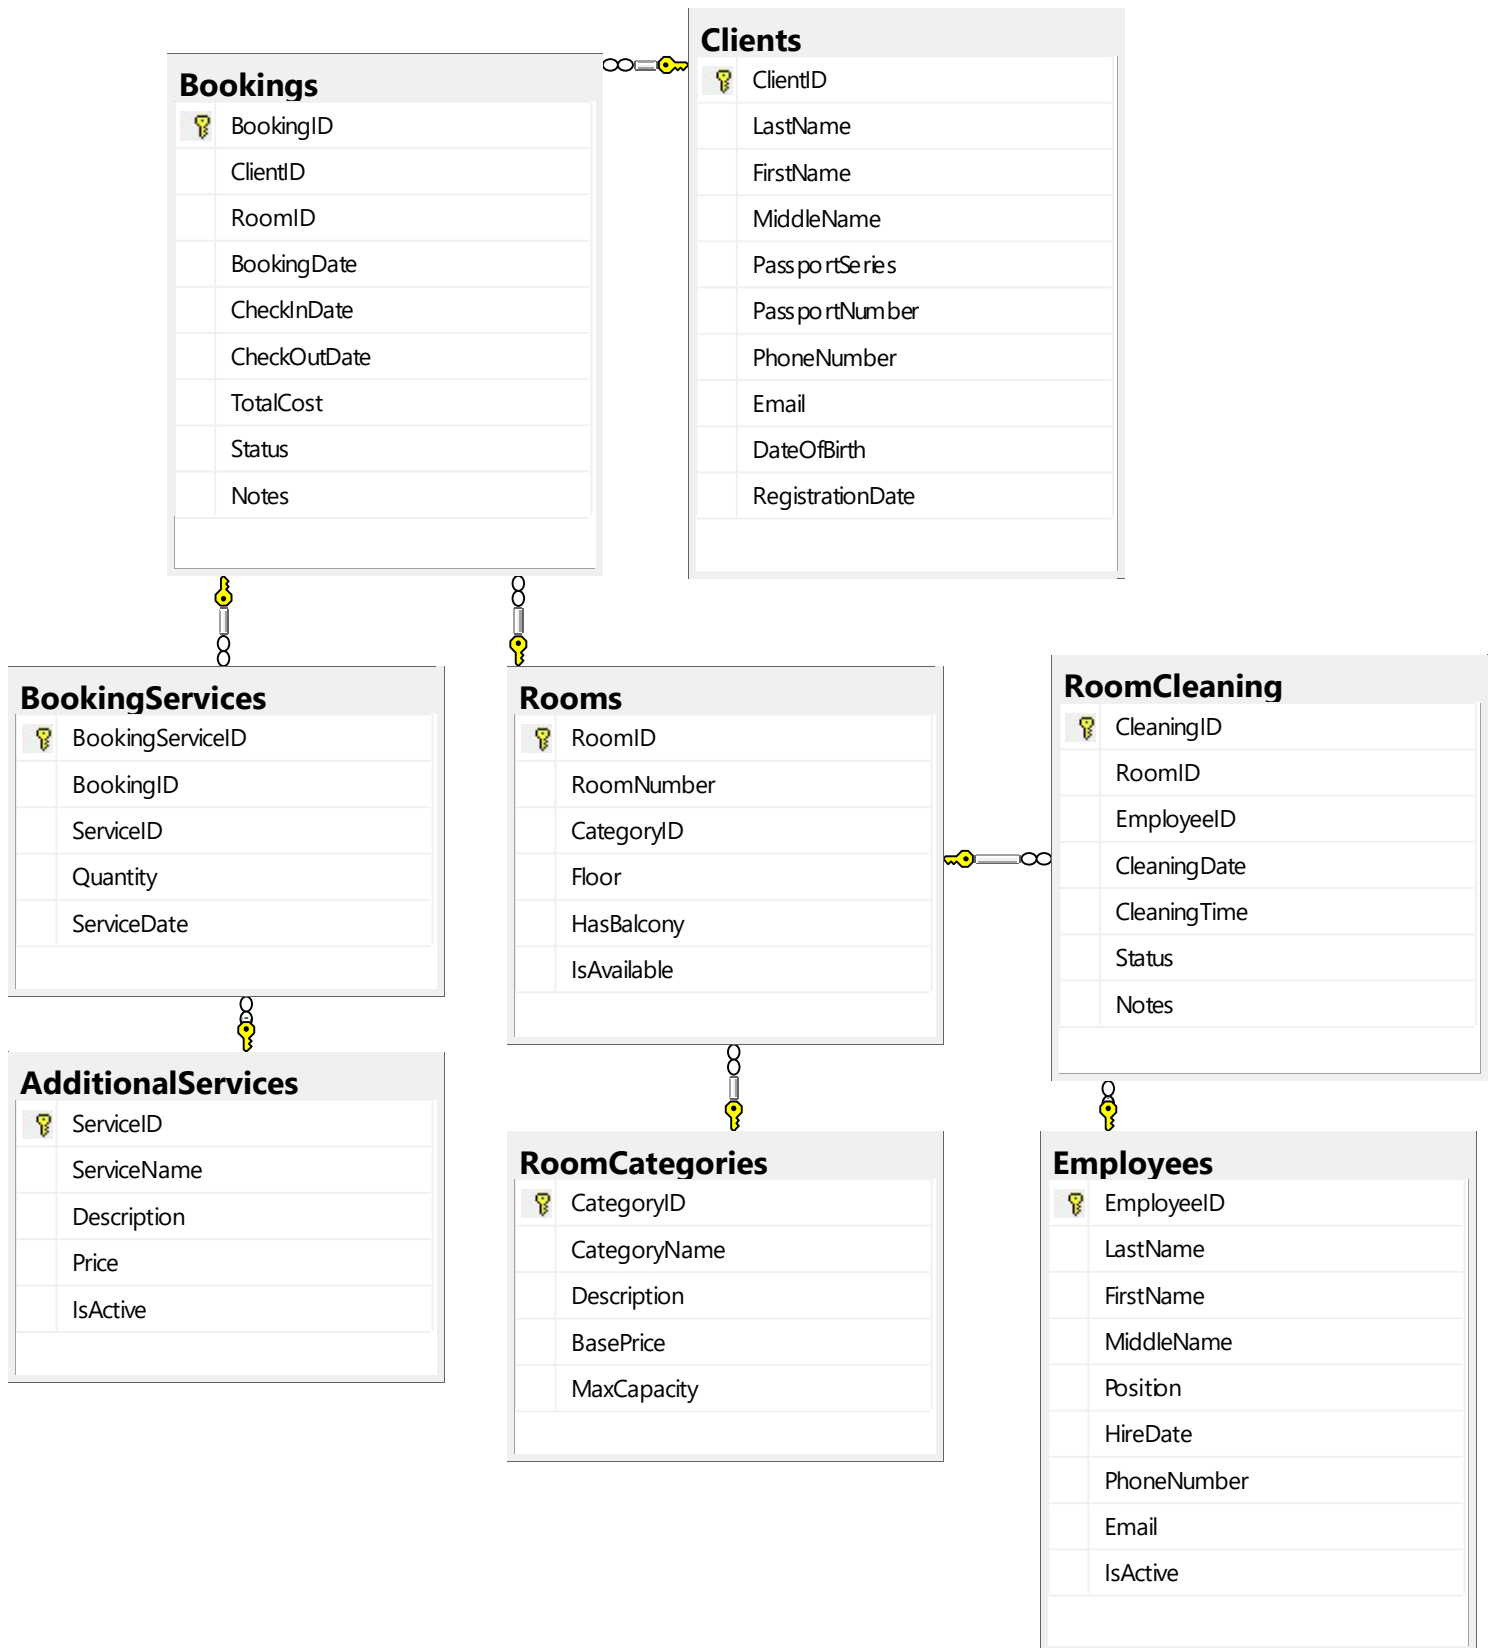 Bookings
BookingID
ClientID
RoomID
BookingDate
CheckInDate
CheckOutDate
TotalCost
Status
Notes
Clients
ClientID
LastName
FirstName
MiddleName
PassportSeries
PassportNumber
PhoneNumber
Email
DateOfBirth
RegistrationDate
BookingServices
BookingServiceID
BookingID
ServiceID
Quantity
ServiceDate
Rooms
RoomID
RoomNumber
CategoryID
Floor
HasBalcony
IsAvailable
RoomCleaning
CleaningID
RoomID
EmployeeID
CleaningDate
CleaningTime
Status
Notes
AdditionalServices
ServiceID
ServiceName
Description
Price
IsActive
RoomCategories
CategoryID
CategoryName
Description
BasePrice
MaxCapacity
Employees
EmployeeID
LastName
FirstName
MiddleName
Position
HireDate
PhoneNumber
Email
IsActive